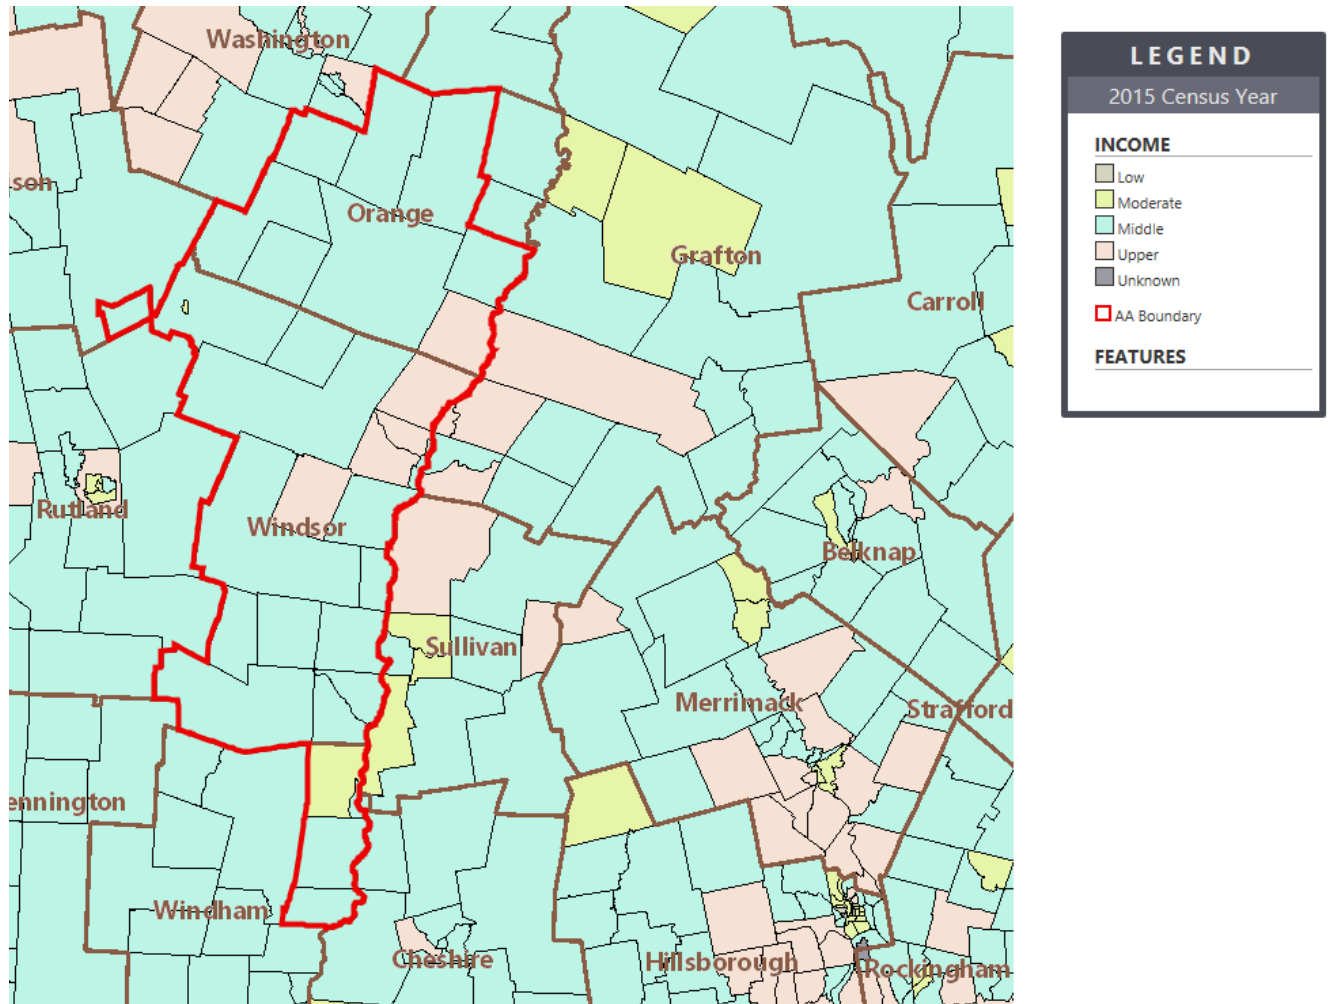 Washington
son
Orange
Grafton
Carroll
Rutland
Windsor
Belknap
Sullivan
Merrimack
Strafford
ennington
Windham
Cheshire
Hillsborough
Rockingham
LEGEND
2015 Census Year
INCOME
Low
Moderate
Middle
Upper
Unknown
AA Boundary
FEATURES